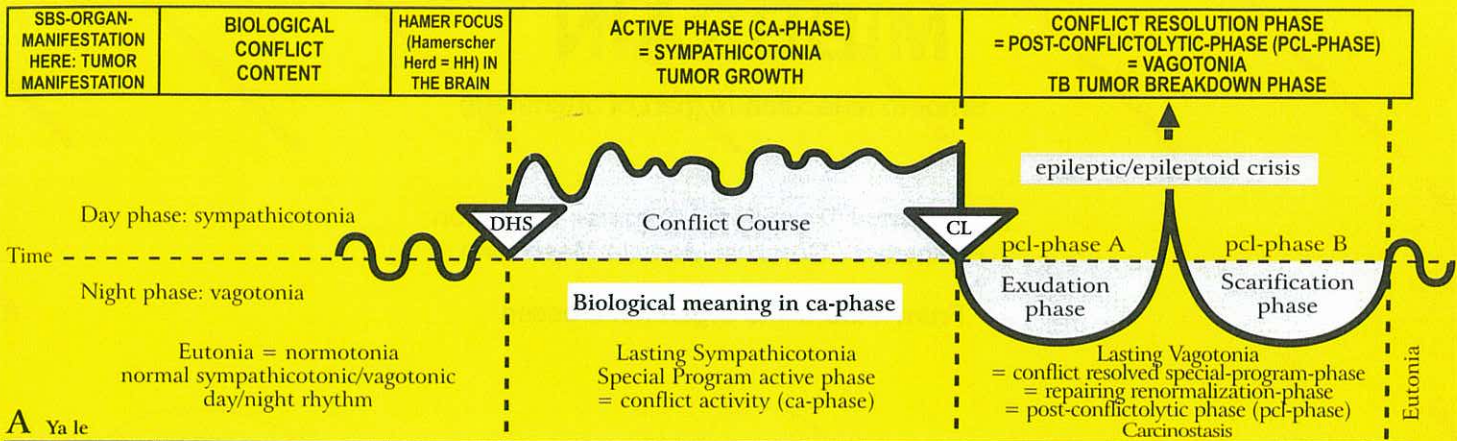 SBS-ORGAN-
MANIFESTATION
HERE: TUMOR
MANIFESTATION
BIOLOGICAL
CONFLICT
CONTENT
HAMER FOCUS
(Hamerscher
Herd = HH) IN
THE BRAIN
ACTIVE PHASE (CA-PHASE)
= SYMPATHICOTONIA
TUMOR GROWTH
CONFLICT RESOLUTION PHASE
= POST-CONFLICTOLYTIC-PHASE (PCL-PHASE)
= VAGOTONIA
TB TUMOR BREAKDOWN PHASE
epileptic/epileptoid crisis
Day phase: sympathicotonia
DHS
Conflict Course
CL
pcl-phase A
pcl-phase B
Time
Night phase: vagotonia
Biological meaning in ca-phase
Exudation
phase
Scarification
phase
Eutonia = normotonia
normal sympathicotonic/vagotonic
day/night rhythm
Lasting Sympathicotonia
Special Program active phase
= conflict activity (ca-phase)
Lasting Vagotonia
= conflict resolved special-program-phase
= repairing renormalization-phase
= post-conflictolytic phase (pcl-phase)
Carcinostasis
Eutonia
A Ya le